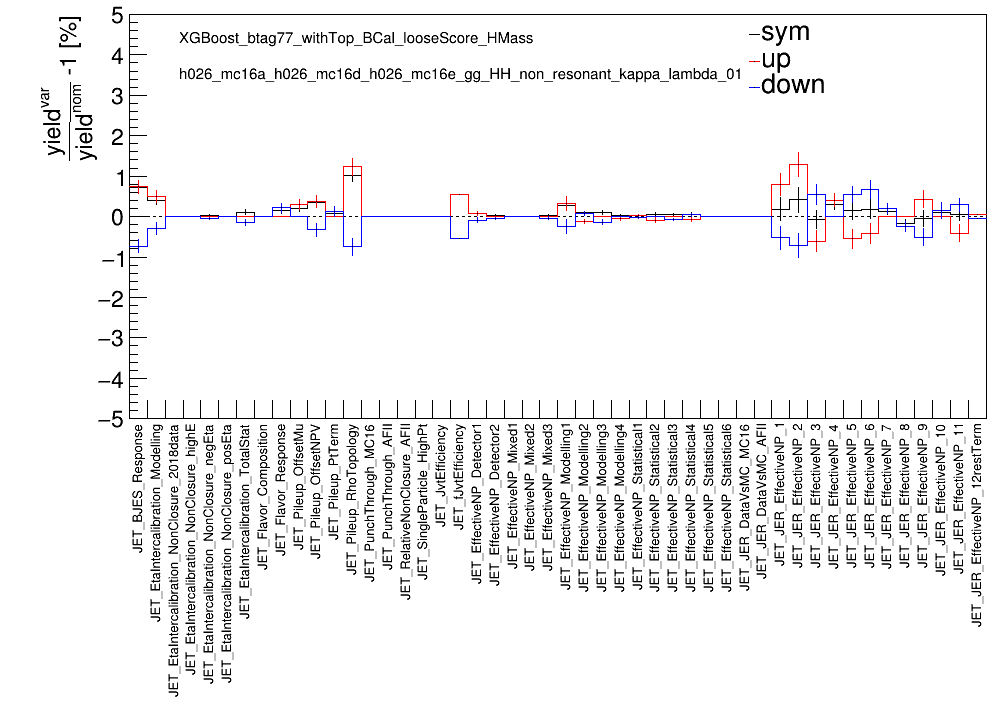 yield^var / yield^nom -1 [%]
5
4
3
2
1
0
−1
−2
−3
−4
−5
XGBoost_btag77_withTop_BCal_looseScore_HMass
h026_mc16a_h026_mc16d_h026_mc16e_gg_HH_non_resonant_kappa_lambda_01
sym
up
down
JET_BJES_Response
JET_EtaIntercalibration_Modelling
JET_EtaIntercalibration_NonClosure_2018data
JET_EtaIntercalibration_NonClosure_highE
JET_EtaIntercalibration_NonClosure_negEta
JET_EtaIntercalibration_NonClosure_posEta
JET_EtaIntercalibration_TotalStat
JET_Flavor_Composition
JET_Flavor_Response
JET_Pileup_OffsetMu
JET_Pileup_OffsetNPV
JET_Pileup_PtTerm
JET_Pileup_RhoTopology
JET_PunchThrough_MC16
JET_PunchThrough_AFII
JET_RelativeNonClosure_AFII
JET_SingleParticle_HighPt
JET_JvtEfficiency
JET_fJvtEfficiency
JET_EffectiveNP_Detector1
JET_EffectiveNP_Detector2
JET_EffectiveNP_Mixed1
JET_EffectiveNP_Mixed2
JET_EffectiveNP_Mixed3
JET_EffectiveNP_Modelling1
JET_EffectiveNP_Modelling2
JET_EffectiveNP_Modelling3
JET_EffectiveNP_Modelling4
JET_EffectiveNP_Statistical1
JET_EffectiveNP_Statistical2
JET_EffectiveNP_Statistical3
JET_EffectiveNP_Statistical4
JET_EffectiveNP_Statistical5
JET_EffectiveNP_Statistical6
JET_JER_DataVsMC_MC16
JET_JER_DataVsMC_AFII
JET_JER_EffectiveNP_1
JET_JER_EffectiveNP_2
JET_JER_EffectiveNP_3
JET_JER_EffectiveNP_4
JET_JER_EffectiveNP_5
JET_JER_EffectiveNP_6
JET_JER_EffectiveNP_7
JET_JER_EffectiveNP_8
JET_JER_EffectiveNP_9
JET_JER_EffectiveNP_10
JET_JER_EffectiveNP_11
JET_JER_EffectiveNP_12restTerm